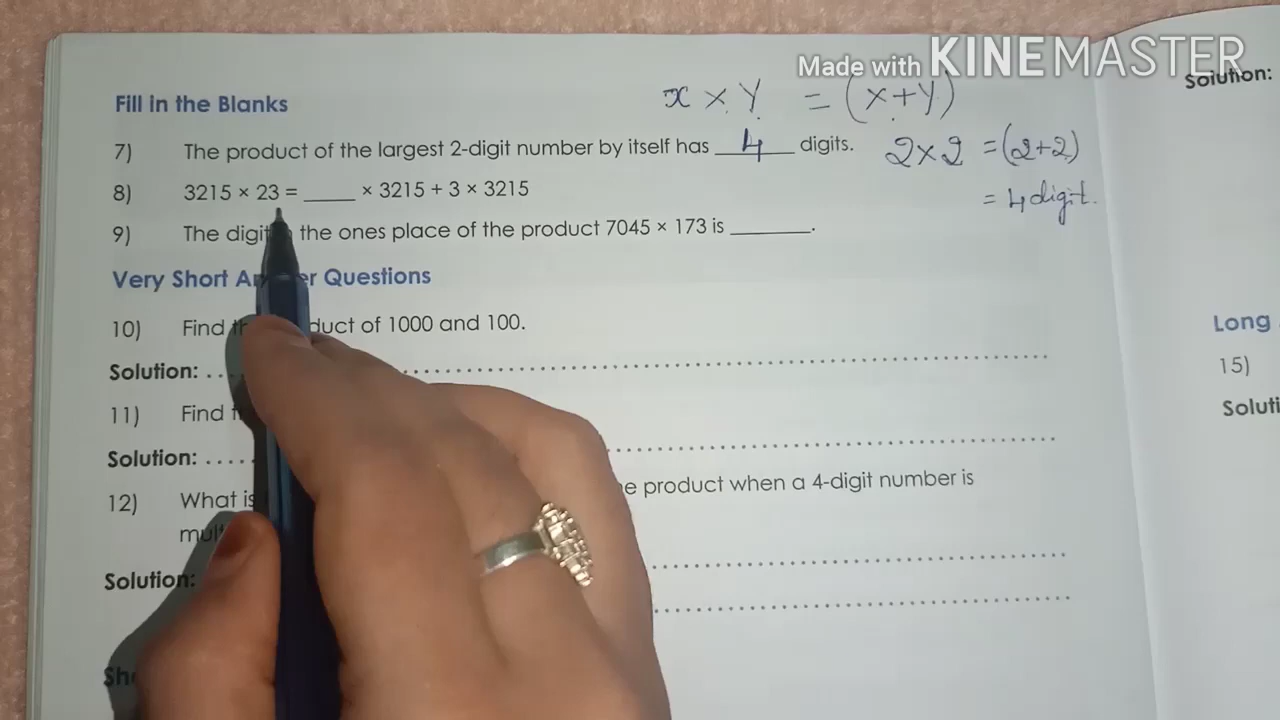 Made with KINEMASTER
Solution:
Fill in the Blanks
x × y = (x+y)
7) The product of the largest 2-digit number by itself has 4 digits.
2×2 = (2+2)
= 4 digit.
8) 3215 × 23 = _____ × 3215 + 3 × 3215
9) The digit the ones place of the product 7045 × 173 is ________.
Very Short Answer Questions
10) Find duct of 1000 and 100.
Solution:
11) Find
Solution:
12) What is e product when a 4-digit number is
Solution:
Long
15)
Soluti